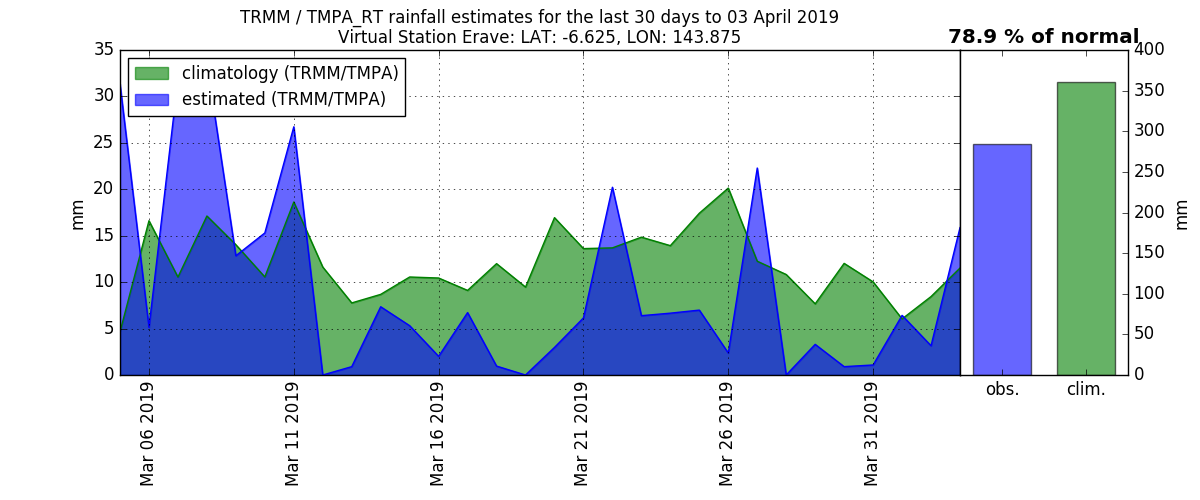 TRMM / TMPA_RT rainfall estimates for the last 30 days to 03 April 2019
Virtual Station Erave: LAT: -6.625, LON: 143.875
78.9 % of normal
climatology (TRMM/TMPA)
estimated (TRMM/TMPA)
35
30
25
20
15
10
5
0
mm
Mar 06 2019
Mar 11 2019
Mar 16 2019
Mar 21 2019
Mar 26 2019
Mar 31 2019
obs.
clim.
400
350
300
250
200
150
100
50
0
mm